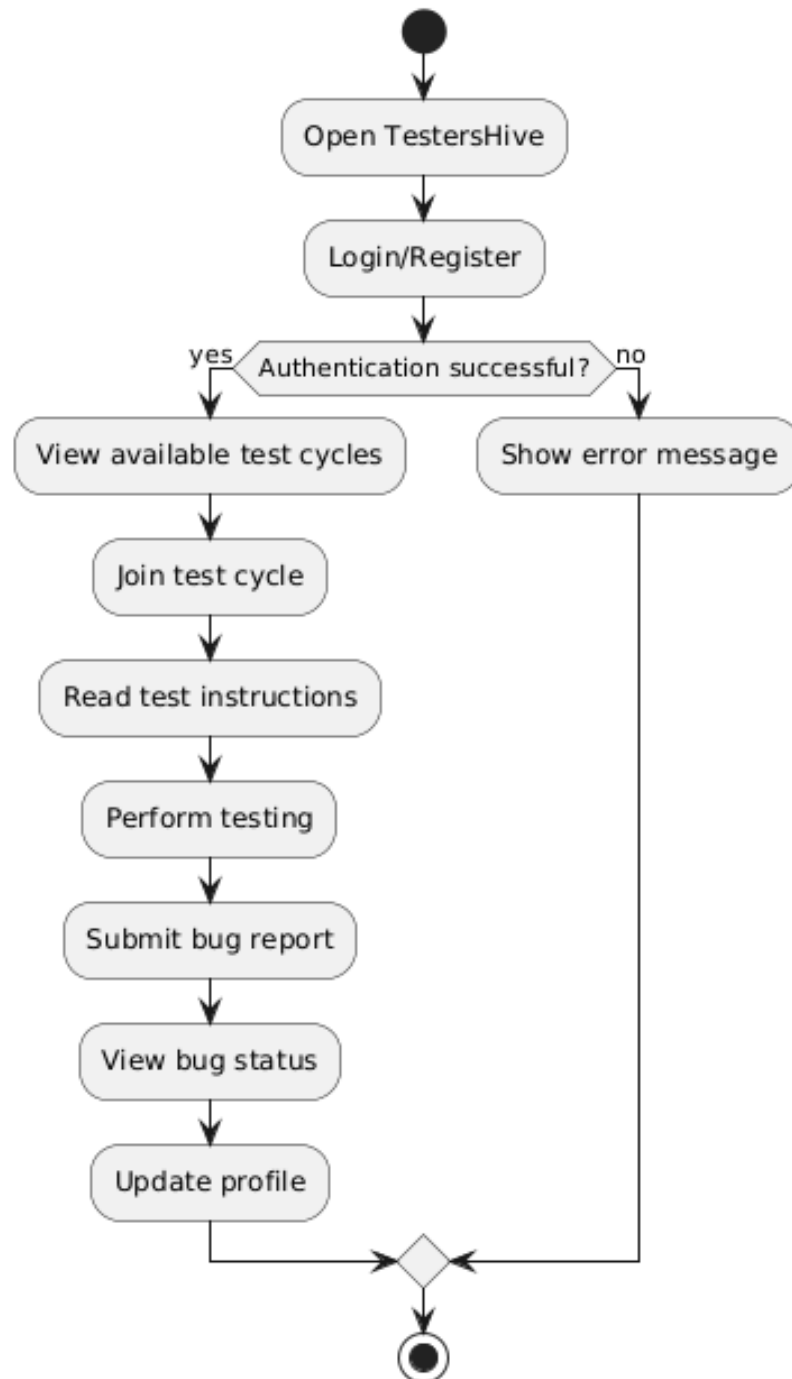 Open TestersHive
Login/Register
yes
Authentication successful?
no
View available test cycles
Show error message
Join test cycle
Read test instructions
Perform testing
Submit bug report
View bug status
Update profile